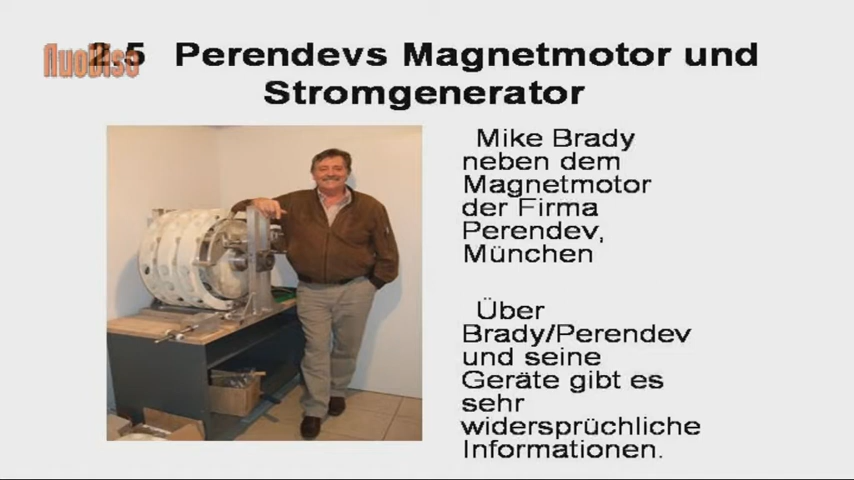 2.5 Perendevs Magnetmotor und
Stromgenerator
Mike Brady
neben dem
Magnetmotor
der Firma
Perendev,
München
Über
Brady/Perendev
und seine
Geräte gibt es
sehr
widersprüchliche
Informationen.